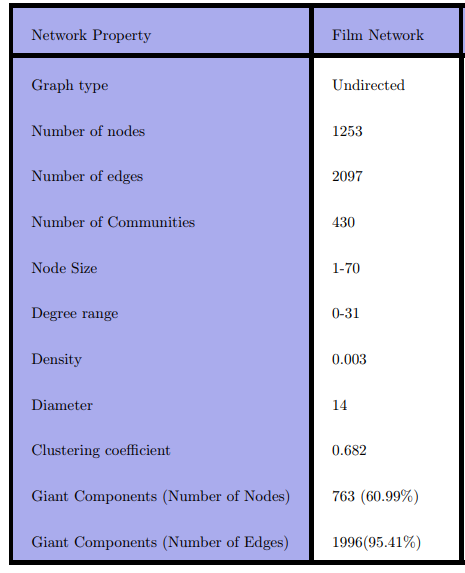 Network Property Film Network
Graph type Undirected
Number of nodes 1253
Number of edges 2097
Number of Communities 430
Node Size 1-70
Degree range 0-31
Density 0.003
Diameter 14
Clustering coefficient 0.682
Giant Components (Number of Nodes) 763 (60.99%)
Giant Components (Number of Edges) 1996(95.41%)